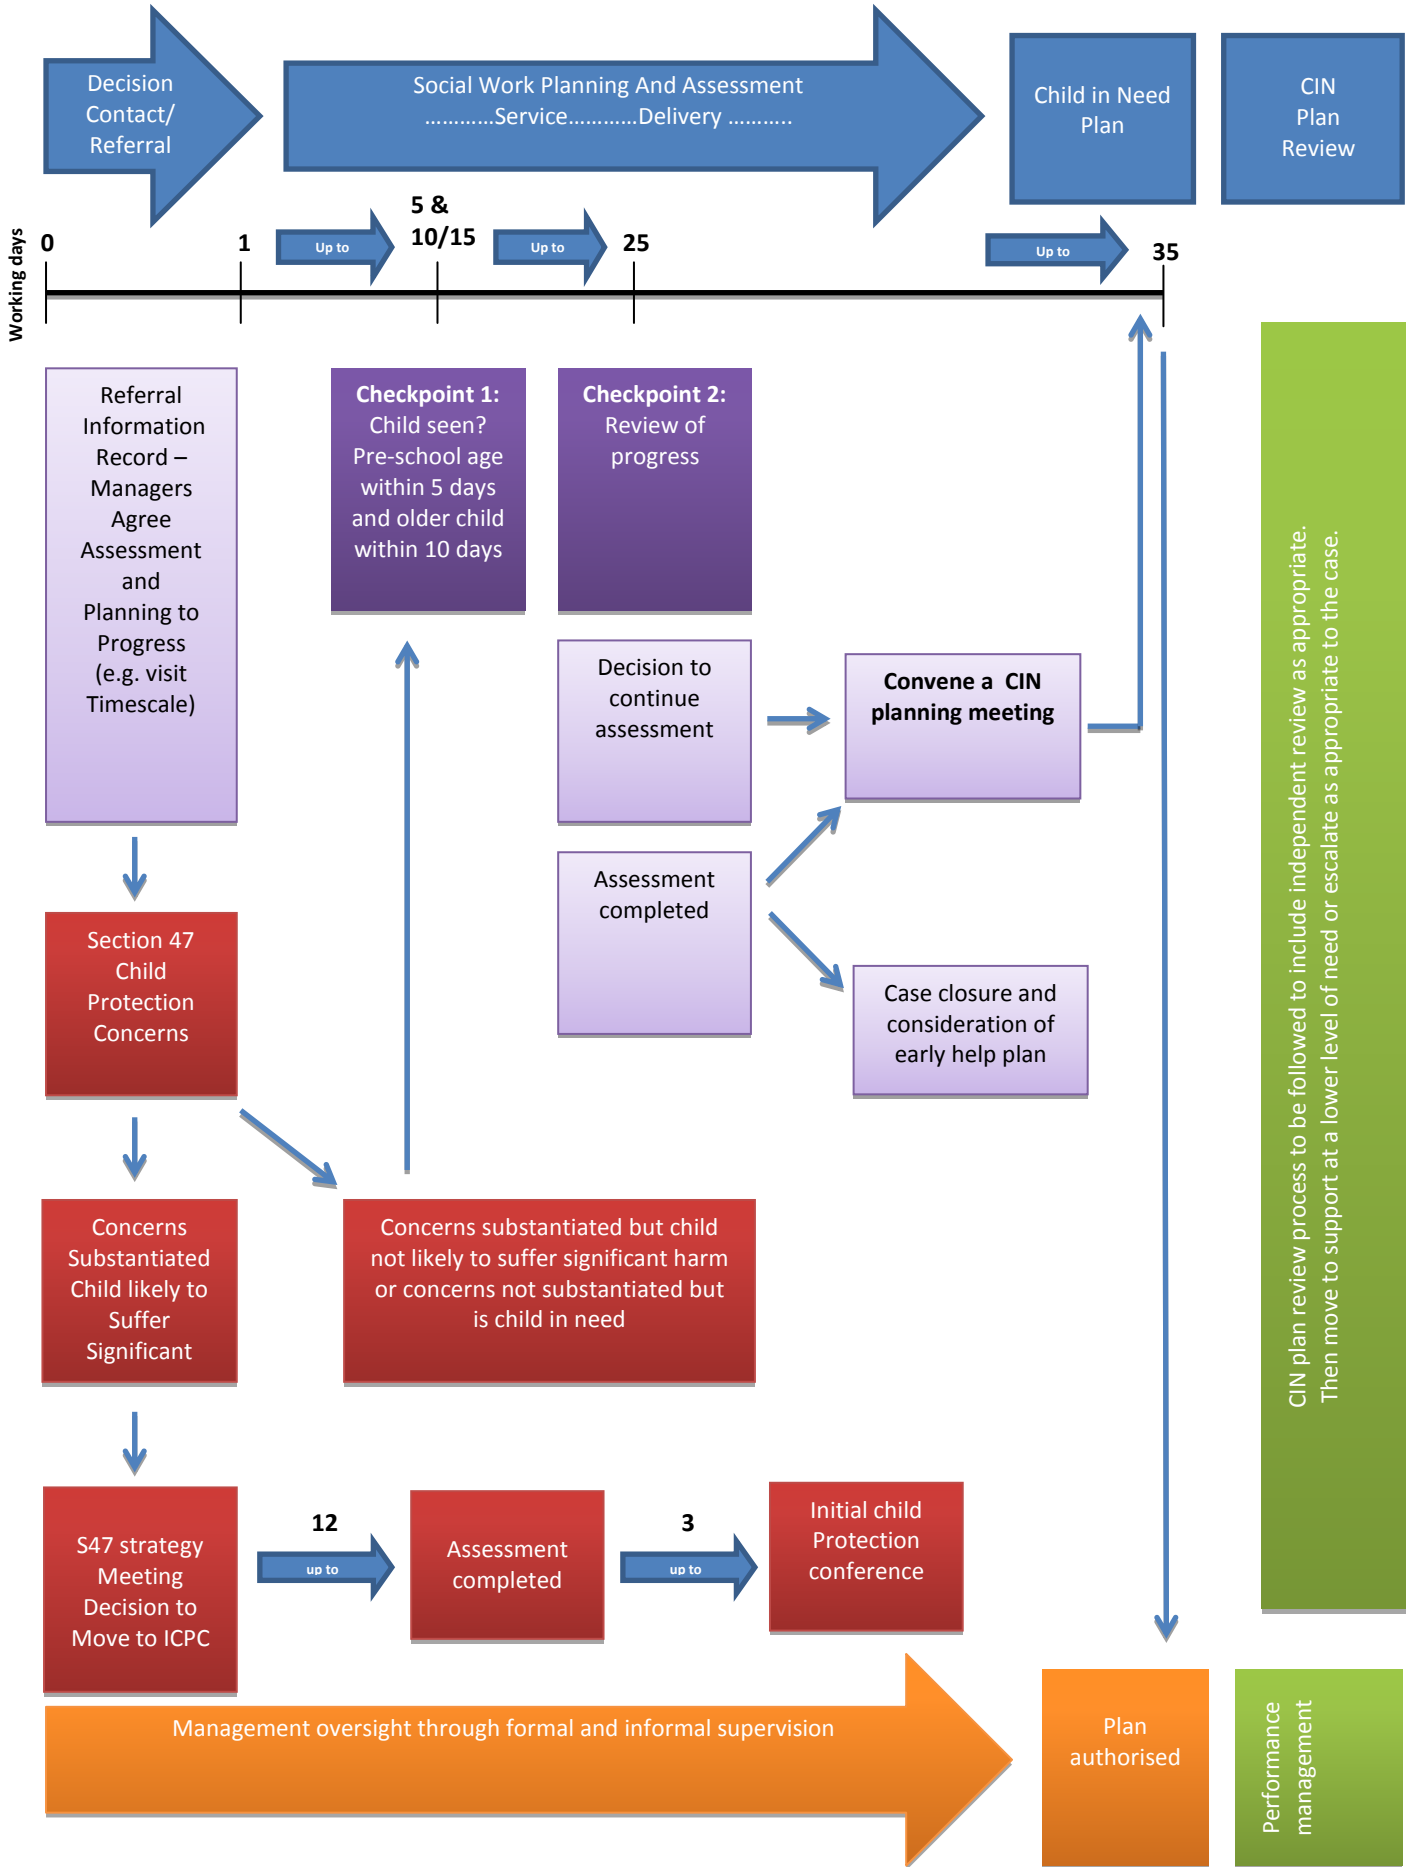 Decision
Contact/
Referral
Social Work Planning And Assessment
…………Service…………Delivery ………..
Child in Need
Plan
CIN
Plan
Review
Working days
0
1
Up to
5 &
10/15
Up to
25
Up to
35
Referral
Information
Record –
Managers
Agree
Assessment
and
Planning to
Progress
(e.g. visit
Timescale)
Checkpoint 1:
Child seen?
Pre-school age
within 5 days
and older child
within 10 days
Checkpoint 2:
Review of
progress
Decision to
continue
assessment
Convene a  CIN
planning meeting
Assessment
completed
Case closure and
consideration of
early help plan
Section 47
Child
Protection
Concerns
Concerns
Substantiated
Child likely to
Suffer
Significant
Concerns substantiated but child
not likely to suffer significant harm
or concerns not substantiated but
is child in need
S47 strategy
Meeting
Decision to
Move to ICPC
12
up to
Assessment
completed
3
up to
Initial child
Protection
conference
CIN plan review process to be followed to include independent review as appropriate.
Then move to support at a lower level of need or escalate as appropriate to the case.
Management oversight through formal and informal supervision
Plan
authorised
Performance
management